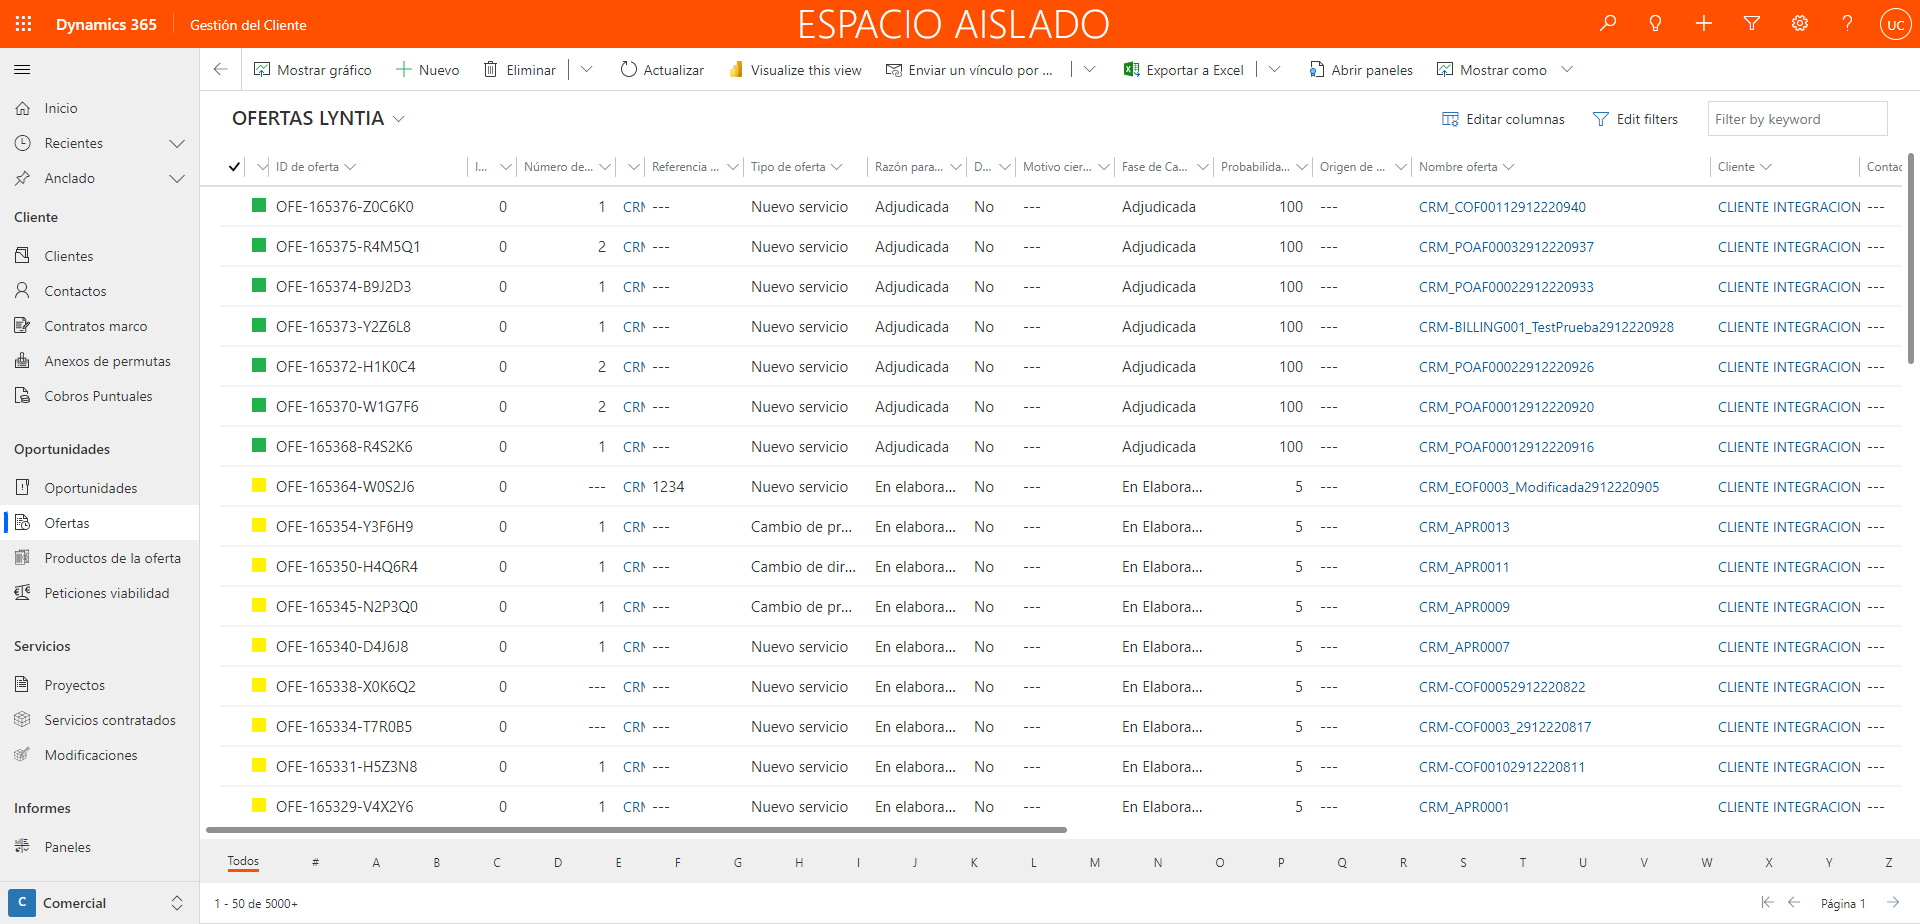 Dynamics 365 Gestión del Cliente ESPACIO AISLADO UC
Mostrar gráfico Nuevo Eliminar Actualizar Visualize this view Enviar un vínculo por ... Exportar a Excel Abrir paneles Mostrar como
Inicio
Recientes
Anclado
Cliente
Clientes
Contactos
Contratos marco
Anexos de permutas
Cobros Puntuales
Oportunidades
Oportunidades
Ofertas
Productos de la oferta
Peticiones viabilidad
Servicios
Proyectos
Servicios contratados
Modificaciones
Informes
Paneles
C Comercial
OFERTAS LYNTIA Editar columnas Edit filters Filter by keyword
ID de oferta I... Número de... Referencia ... Tipo de oferta Razón para... D... Motivo cier... Fase de Ca... Probabilida... Origen de ... Nombre oferta Cliente Contac
OFE-165376-Z0C6K0 0 1 CRM --- Nuevo servicio Adjudicada No --- Adjudicada 100 --- CRM_COF00112912220940 CLIENTE INTEGRACION ---
OFE-165375-R4M5Q1 0 2 CRM --- Nuevo servicio Adjudicada No --- Adjudicada 100 --- CRM_POAF00032912220937 CLIENTE INTEGRACION ---
OFE-165374-B9J2D3 0 1 CRM --- Nuevo servicio Adjudicada No --- Adjudicada 100 --- CRM_POAF00022912220933 CLIENTE INTEGRACION ---
OFE-165373-Y2Z6L8 0 1 CRM --- Nuevo servicio Adjudicada No --- Adjudicada 100 --- CRM-BILLING001_TestPrueba2912220928 CLIENTE INTEGRACION ---
OFE-165372-H1K0C4 0 2 CRM --- Nuevo servicio Adjudicada No --- Adjudicada 100 --- CRM_POAF00022912220926 CLIENTE INTEGRACION ---
OFE-165370-W1G7F6 0 2 CRM --- Nuevo servicio Adjudicada No --- Adjudicada 100 --- CRM_POAF00012912220920 CLIENTE INTEGRACION ---
OFE-165368-R4S2K6 0 1 CRM --- Nuevo servicio Adjudicada No --- Adjudicada 100 --- CRM_POAF00012912220916 CLIENTE INTEGRACION ---
OFE-165364-W0S2J6 0 --- CRM 1234 Nuevo servicio En elabora... No --- En Elabora... 5 --- CRM_EOF0003_Modificada2912220905 CLIENTE INTEGRACION ---
OFE-165354-Y3F6H9 0 1 CRM --- Cambio de pr... En elabora... No --- En Elabora... 5 --- CRM_APR0013 CLIENTE INTEGRACION ---
OFE-165350-H4Q6R4 0 1 CRM --- Cambio de dir... En elabora... No --- En Elabora... 5 --- CRM_APR0011 CLIENTE INTEGRACION ---
OFE-165345-N2P3Q0 0 1 CRM --- Cambio de pr... En elabora... No --- En Elabora... 5 --- CRM_APR0009 CLIENTE INTEGRACION ---
OFE-165340-D4J6J8 0 1 CRM --- Nuevo servicio En elabora... No --- En Elabora... 5 --- CRM_APR0007 CLIENTE INTEGRACION ---
OFE-165338-X0K6Q2 0 --- CRM --- Nuevo servicio En elabora... No --- En Elabora... 5 --- CRM-COF00052912220822 CLIENTE INTEGRACION ---
OFE-165334-T7R0B5 0 --- CRM --- Nuevo servicio En elabora... No --- En Elabora... 5 --- CRM-COF0003_2912220817 CLIENTE INTEGRACION ---
OFE-165331-H5Z3N8 0 1 CRM --- Nuevo servicio En elabora... No --- En Elabora... 5 --- CRM-COF00102912220811 CLIENTE INTEGRACION ---
OFE-165329-V4X2Y6 0 1 CRM --- Nuevo servicio En elabora... No --- En Elabora... 5 --- CRM_APR0001 CLIENTE INTEGRACION ---
Todos # A B C D E F G H I J K L M N O P Q R S T U V W X Y Z
1 - 50 de 5000+ Página 1